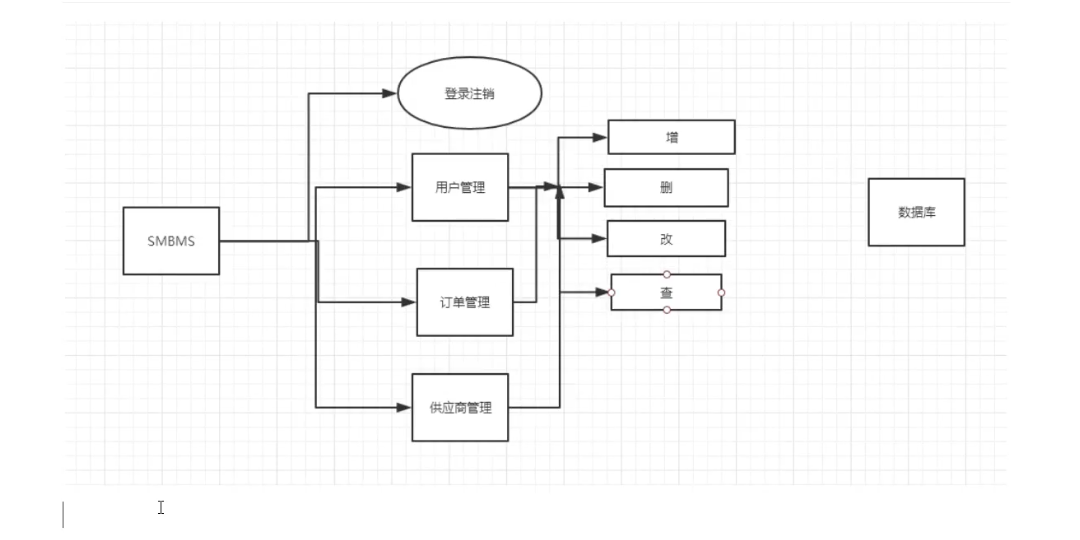 登录注销
增
用户管理
删
数据库
SMBMS
改
查
订单管理
供应商管理